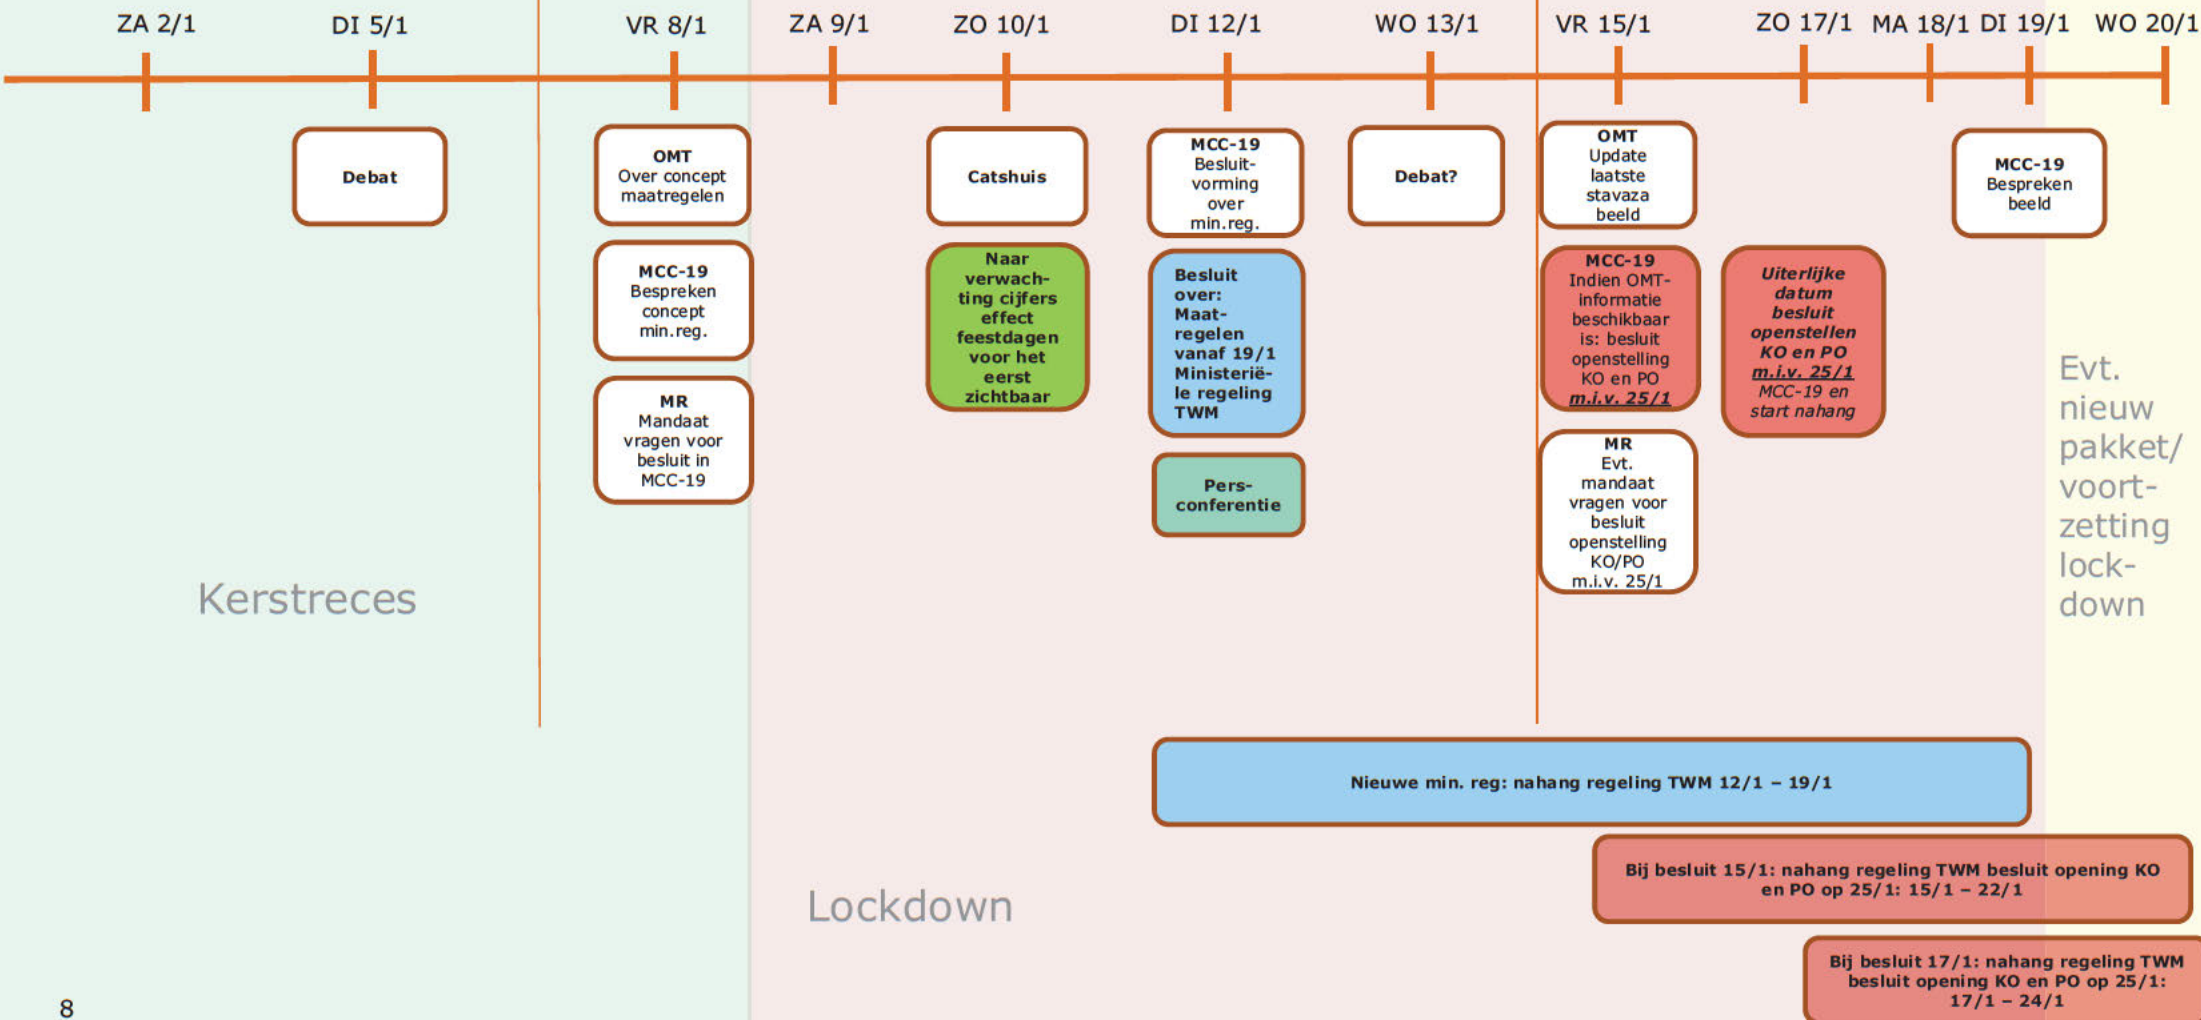 ZA 2/1
DI 5/1
VR 8/1
ZA 9/1
ZO 10/1
DI 12/1
WO 13/1
VR 15/1
ZO 17/1
MA 18/1
DI 19/1
WO 20/1
Debat
OMT
Over concept
maatregelen
MCC-19
Bespreken
concept
min.reg.
MR
Mandaat
vragen voor
besluit in
MCC-19
Catshuis
Naar
verwach-
ting cijfers
effect
feestdagen
voor het
eerst
zichtbaar
MCC-19
Besluit-
vorming
over
min.reg.
Besluit
over:
Maat-
regelen
vanaf 19/1
Ministerië-
le regeling
TWM
Pers-
conferentie
Debat?
OMT
Update
laatste
stavaza
beeld
MCC-19
Indien OMT-
informatie
beschikbaar
is: besluit
openstelling
KO en PO
m.i.v. 25/1
MR
Evt.
mandaat
vragen voor
besluit
openstelling
KO/PO
m.i.v. 25/1
Uiterlijke
datum
besluit
openstellen
KO en PO
m.i.v. 25/1
MCC-19 en
start nahang
MCC-19
Bespreken
beeld
Evt.
nieuw
pakket/
voort-
zetting
lock-
down
Kerstreces
Lockdown
Nieuwe min. reg: nahang regeling TWM 12/1 – 19/1
Bij besluit 15/1: nahang regeling TWM besluit opening KO
en PO op 25/1: 15/1 – 22/1
Bij besluit 17/1: nahang regeling TWM
besluit opening KO en PO op 25/1:
17/1 – 24/1
8